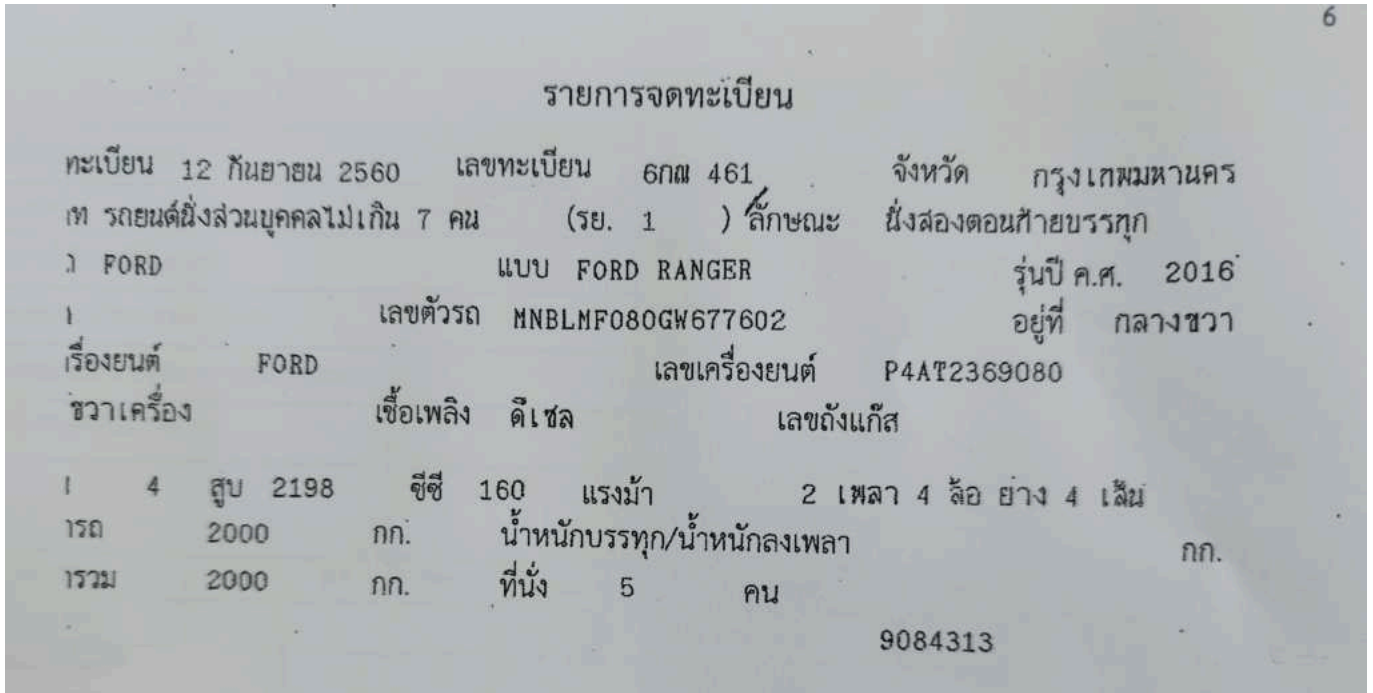 6
รายการจดทะเบียน
ทะเบียน 12 กันยายน 2560 เลขทะเบียน 6กณ 461 จังหวัด กรุงเทพมหานคร
รถยนต์นั่งส่วนบุคคลไม่เกิน 7 คน (รย. 1 ) ลักษณะ นั่งสองตอนท้ายบรรทุก
FORD แบบ FORD RANGER รุ่นปี ค.ศ. 2016
เลขตัวรถ MNBLMF080GW677602 อยู่ที่ กลางขวา
รื่องยนต์ FORD เลขเครื่องยนต์ P4AT2369080
ขวาเครื่อง เชื้อเพลิง ดีเซล เลขถังแก๊ส
4 สูบ 2198 ซีซี 160 แรงม้า 2 เพลา 4 ล้อ ยาง 4 เส้น
ารถ 2000 กก. น้ำหนักบรรทุก/น้ำหนักลงเพลา กก.
ารวม 2000 กก. ที่นั่ง 5 คน
9084313